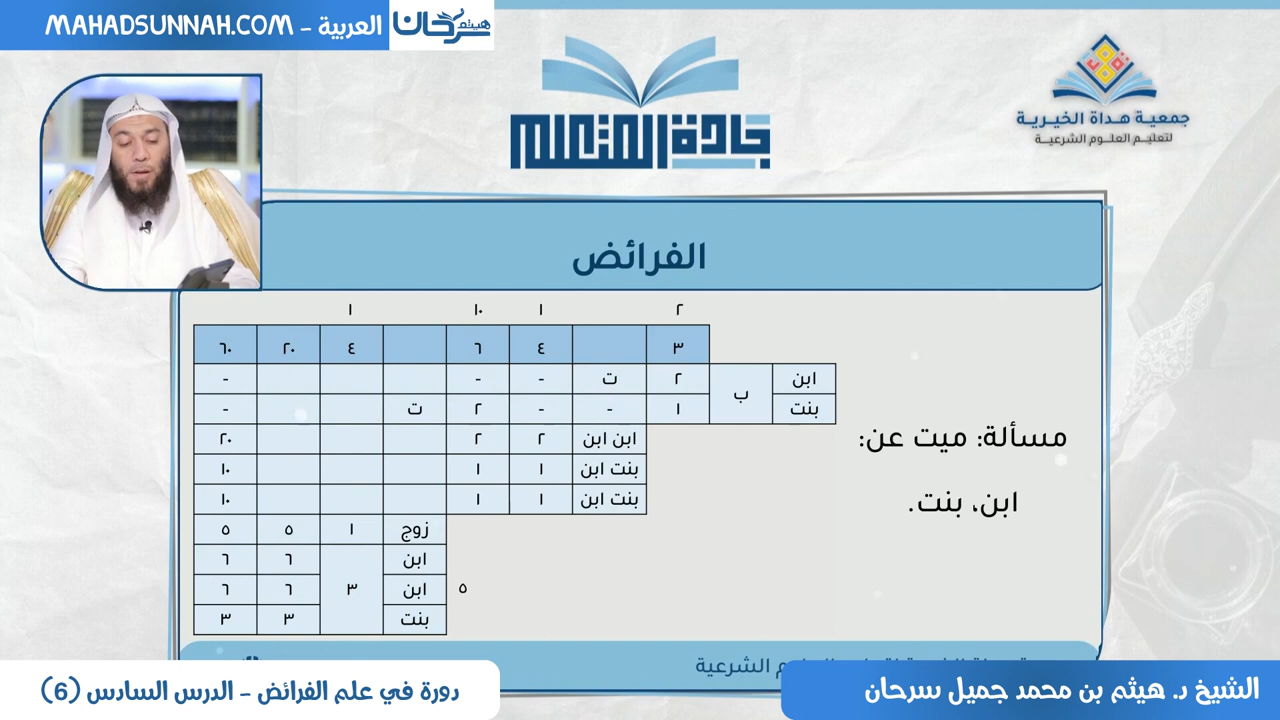 MAHADSUNNAH.COM - العربية
هيثم سرحان
جادة المتعلم
جمعية هداة الخيرية
لتعليم العلوم الشرعية
الفرائض
٢ ١ ١٠ ١
٣ ٤ ٦ ٤ ٢٠ ٦٠
ابن ب ٢ ت - - -
بنت ١ - - ٢ ت -
ابن ابن ٢ ٢ ٢٠
بنت ابن ١ ١ ١٠
بنت ابن ١ ١ ١٠
زوج ١ ٥ ٥
ابن ٦ ٦
٥ ابن ٣ ٦ ٦
بنت ٣ ٣
مسألة: ميت عن:
ابن، بنت.
الشرعية
الشيخ د. هيثم بن محمد جميل سرحان
دورة في علم الفرائض - الدرس السادس (6)